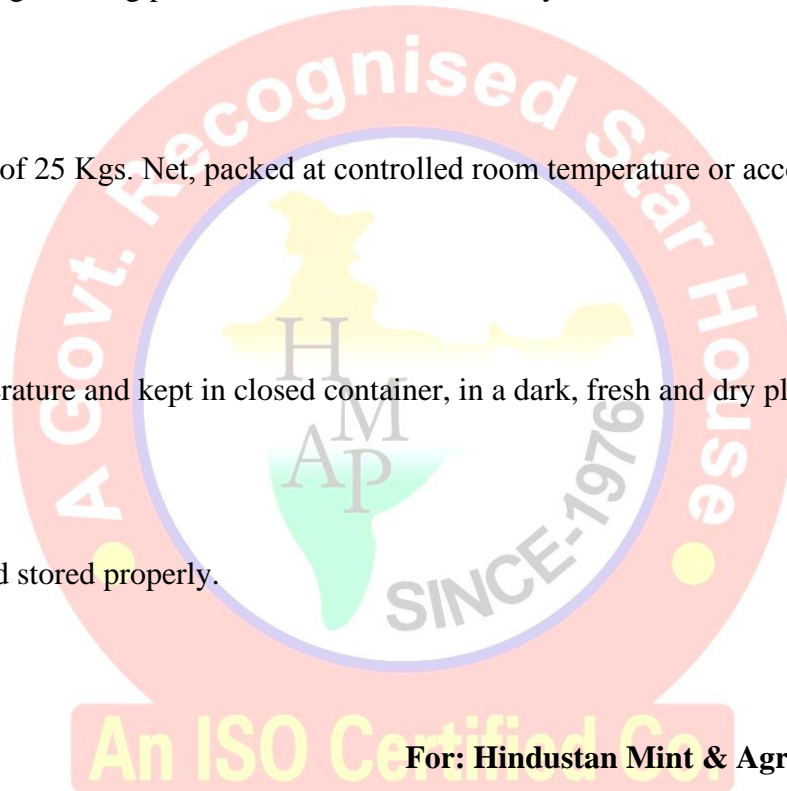 of 25 Kgs. Net, packed at controlled room temperature or acc
erature and kept in closed container, in a dark, fresh and dry pl
d stored properly.
For: Hindustan Mint & Agr
A Govt. Recognised Star House
H
M
A
P
SINCE-1976
An ISO Certified Co.